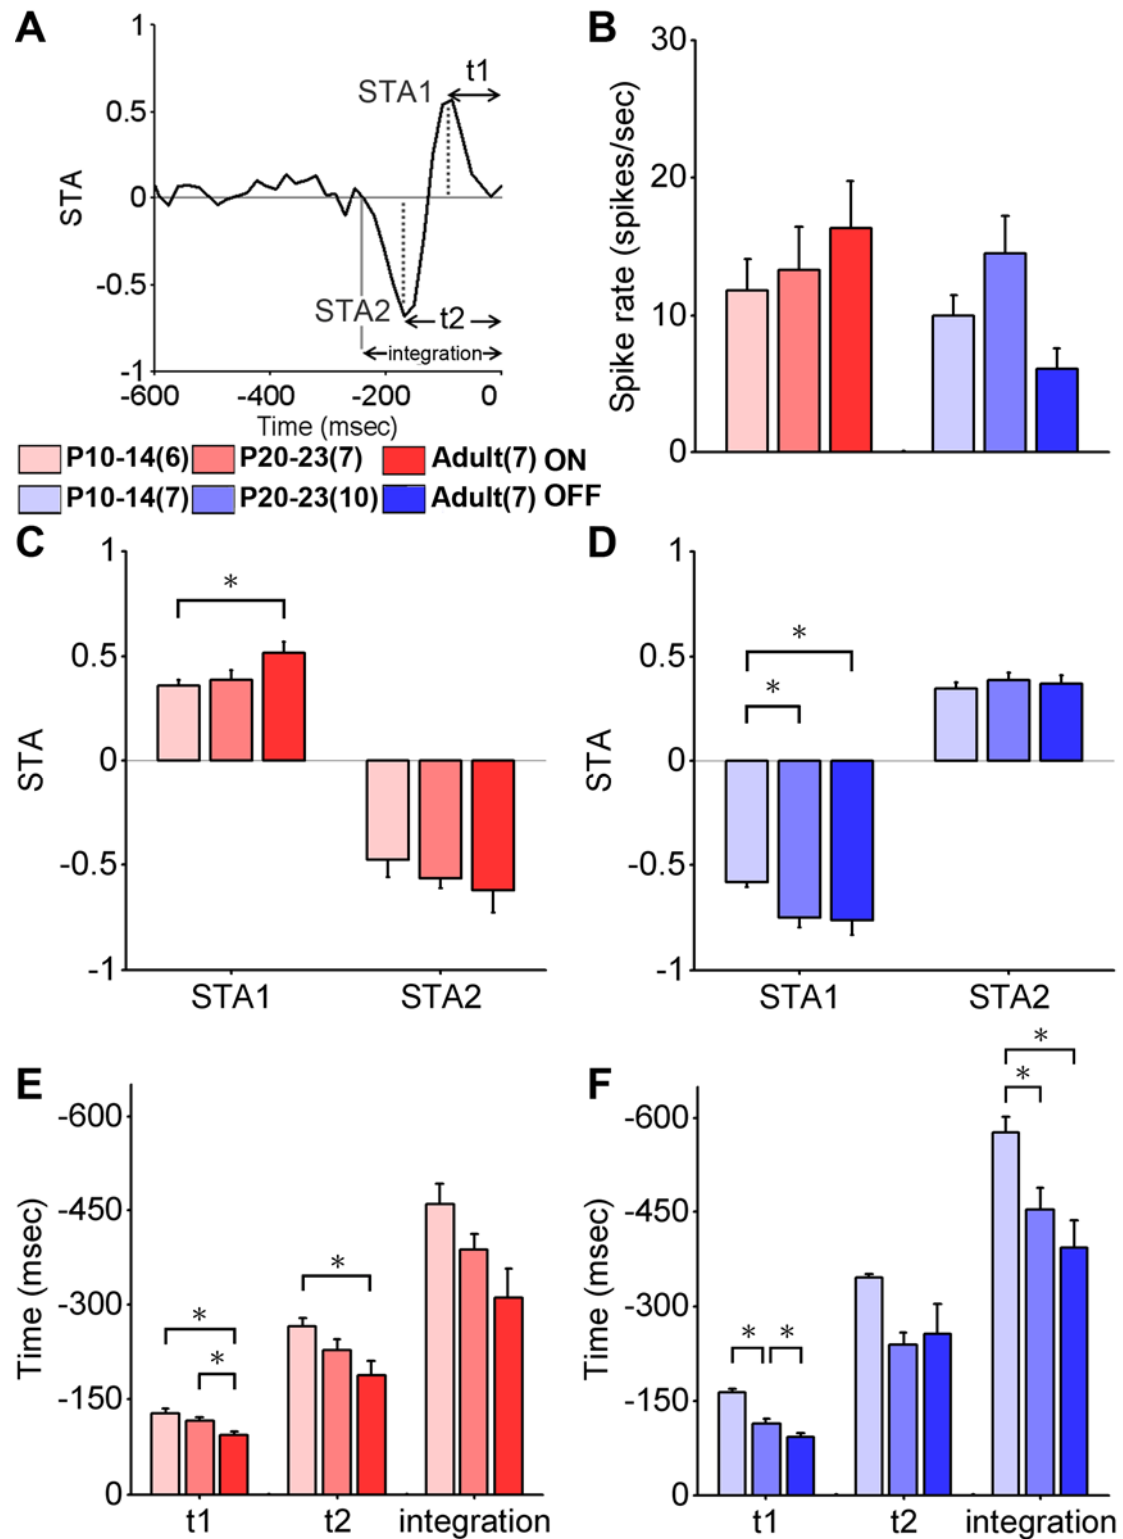 A
1
0.5
0
-0.5
-1
STA
STA1
t1
STA2
t2
integration
-600
-400
-200
0
Time (msec)
B
30
20
10
0
Spike rate (spikes/sec)
P10-14(6) P20-23(7) Adult(7) ON
P10-14(7) P20-23(10) Adult(7) OFF
C
1
0.5
0
-0.5
-1
STA
*
STA1
STA2
D
1
0.5
0
-0.5
-1
STA
*
*
STA1
STA2
E
-600
-450
-300
-150
0
Time (msec)
*
*
*
t1
t2
integration
F
-600
-450
-300
-150
0
Time (msec)
*
*
*
*
t1
t2
integration